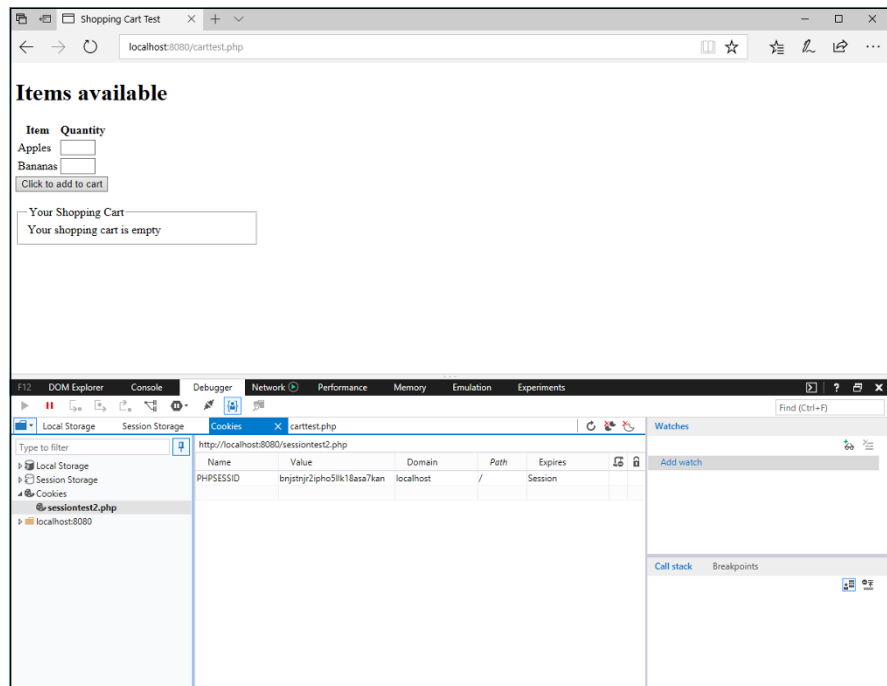 Shopping Cart Test
localhost:8080/carttest.php
Items available
Item Quantity
Apples
Bananas
Click to add to cart
Your Shopping Cart
Your shopping cart is empty
F12 DOM Explorer Console Debugger Network Performance Memory Emulation Experiments
Find (Ctrl+F)
Local Storage Session Storage Cookies carttest.php Watches
Type to filter http://localhost:8080/sessiontest2.php
Name Value Domain Path Expires Add watch
Local Storage PHPSESSID bnjstnjr2ipho5llk18asa7kan localhost / Session
Session Storage
Cookies
sessiontest2.php
localhost:8080
Call stack Breakpoints